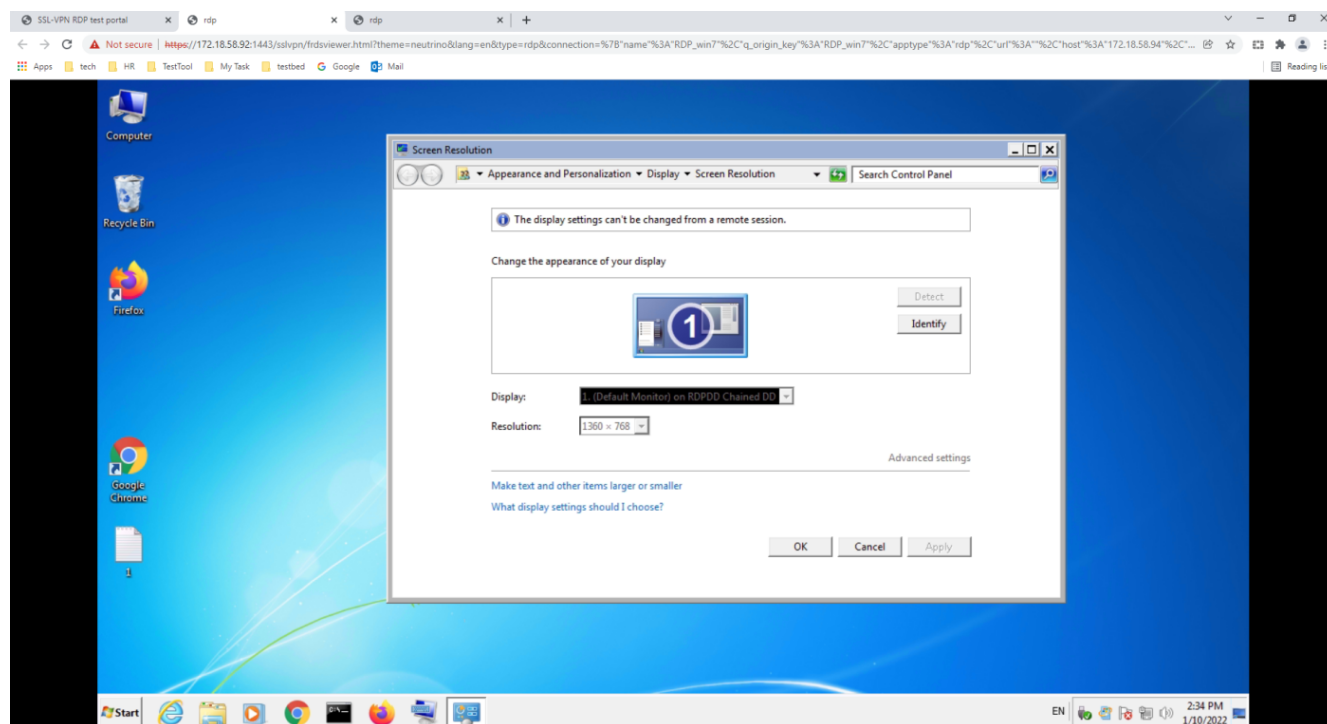 SSL-VPN RDP test portal
rdp
rdp
Not secure
https://172.18.58.92:1443/sslvpn/frdsviewer.html?theme=neutrino&lang=en&type=rdp&connection=%7B"name"%3A"RDP_win7"%2C"q_origin_key"%3A"RDP_win7"%2C"apptype"%3A"rdp"%2C"url"%3A""%2C"host"%3A"172.18.58.94"%2C"...
Apps tech HR TestTool My Task testbed Google Mail
Reading lis
Computer
Recycle Bin
Firefox
Google
Chrome
1
Screen Resolution
Appearance and Personalization Display Screen Resolution
Search Control Panel
The display settings can't be changed from a remote session.
Change the appearance of your display
1
Detect
Identify
Display: 1. (Default Monitor) on RDPDD Chained DD
Resolution: 1360 × 768
Advanced settings
Make text and other items larger or smaller
What display settings should I choose?
OK Cancel Apply
Start
EN
2:34 PM
1/10/2022